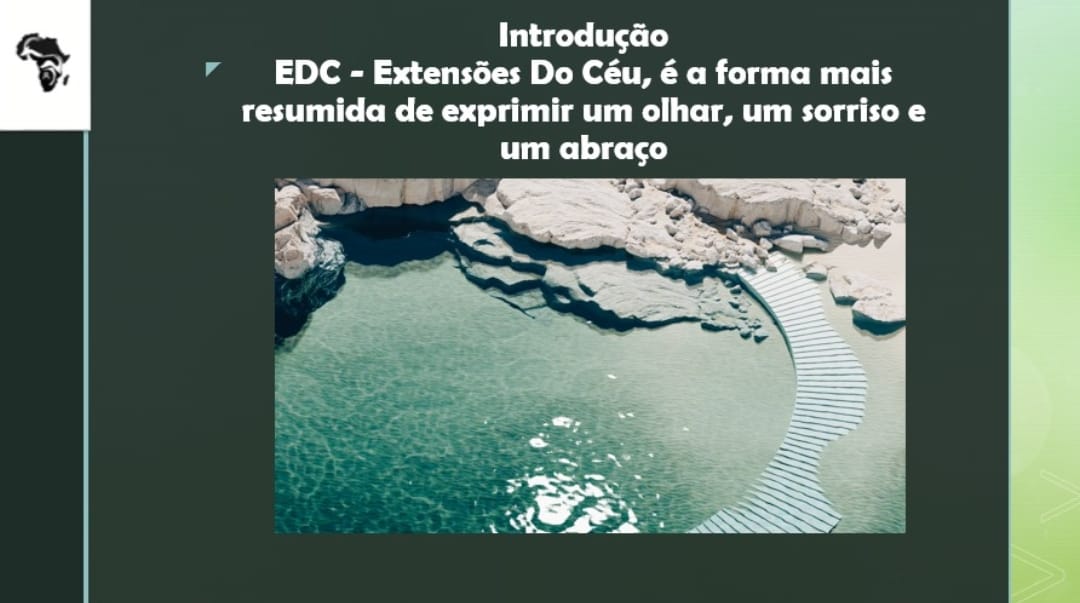 Introdução
EDC - Extensões Do Céu, é a forma mais
resumida de exprimir um olhar, um sorriso e
um abraço